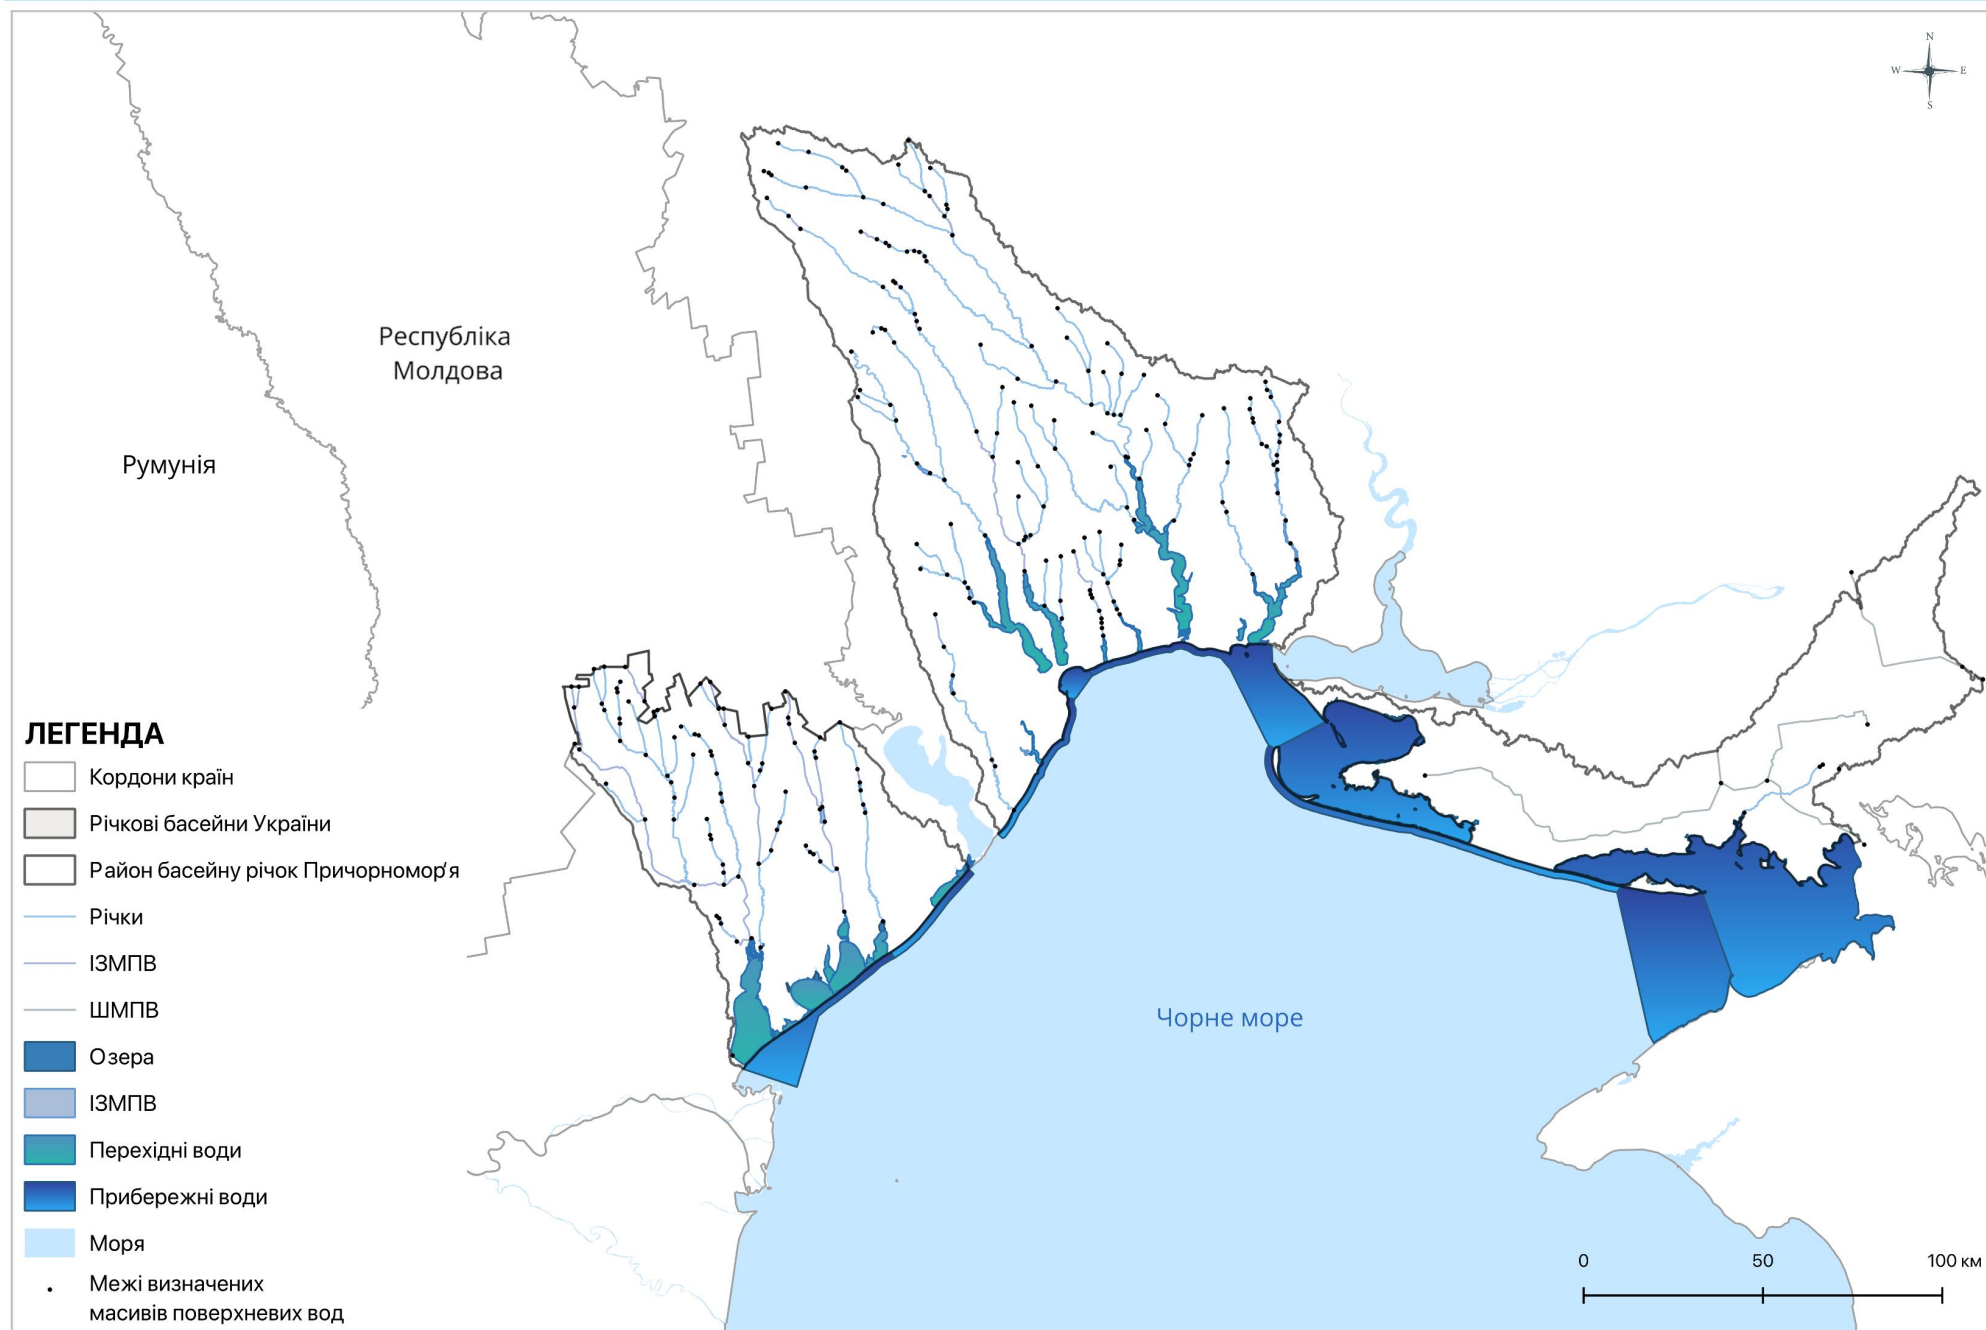 N
W E
S
Республіка
Молдова
Румунія
ЛЕГЕНДА
Кордони країн
Річкові басейни України
Район басейну річок Причорномор'я
Річки
ІЗМПВ
ШМПВ
Озера
ІЗМПВ
Перехідні води
Прибережні води
Моря
Межі визначених
масивів поверхневих вод
Чорне море
0 50 100 км